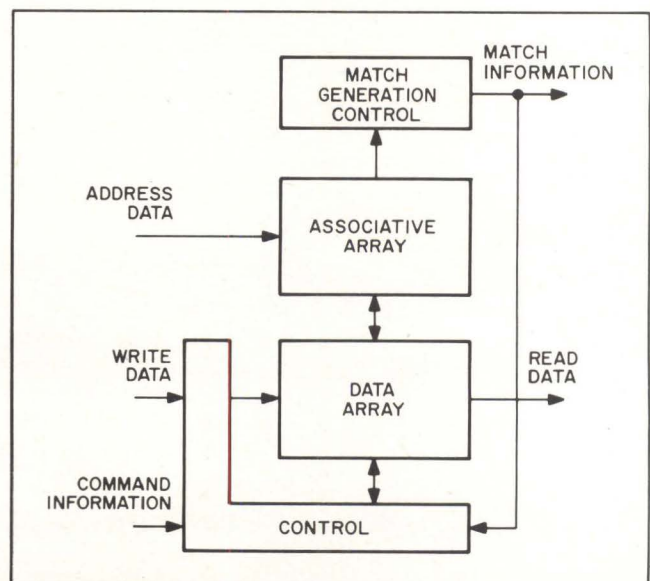 MATCH
GENERATION
CONTROL
MATCH
INFORMATION
ADDRESS
DATA
ASSOCIATIVE
ARRAY
WRITE
DATA
DATA
ARRAY
READ
DATA
COMMAND
INFORMATION
CONTROL